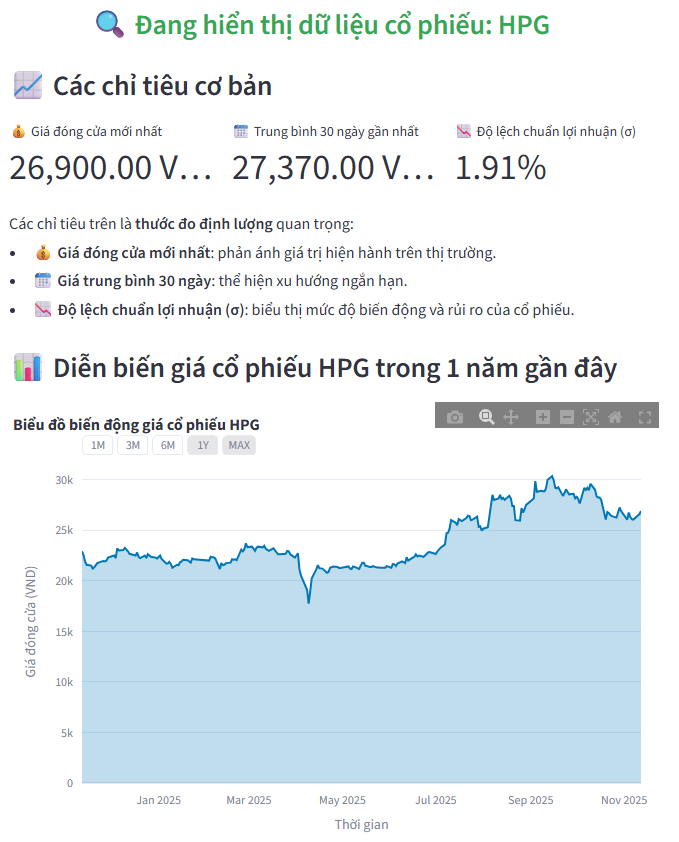 Đang hiển thị dữ liệu cổ phiếu: HPG
Các chỉ tiêu cơ bản
Giá đóng cửa mới nhất
Trung bình 30 ngày gần nhất
Độ lệch chuẩn lợi nhuận (σ)
26,900.00 V…
27,370.00 V…
1.91%
Các chỉ tiêu trên là thước đo định lượng quan trọng:
• Giá đóng cửa mới nhất: phản ánh giá trị hiện hành trên thị trường.
• Giá trung bình 30 ngày: thể hiện xu hướng ngắn hạn.
• Độ lệch chuẩn lợi nhuận (σ): biểu thị mức độ biến động và rủi ro của cổ phiếu.
Diễn biến giá cổ phiếu HPG trong 1 năm gần đây
Biểu đồ biến động giá cổ phiếu HPG
1M 3M 6M 1Y MAX
30k
25k
20k
15k
10k
5k
0
Giá đóng cửa (VND)
Jan 2025 Mar 2025 May 2025 Jul 2025 Sep 2025 Nov 2025
Thời gian